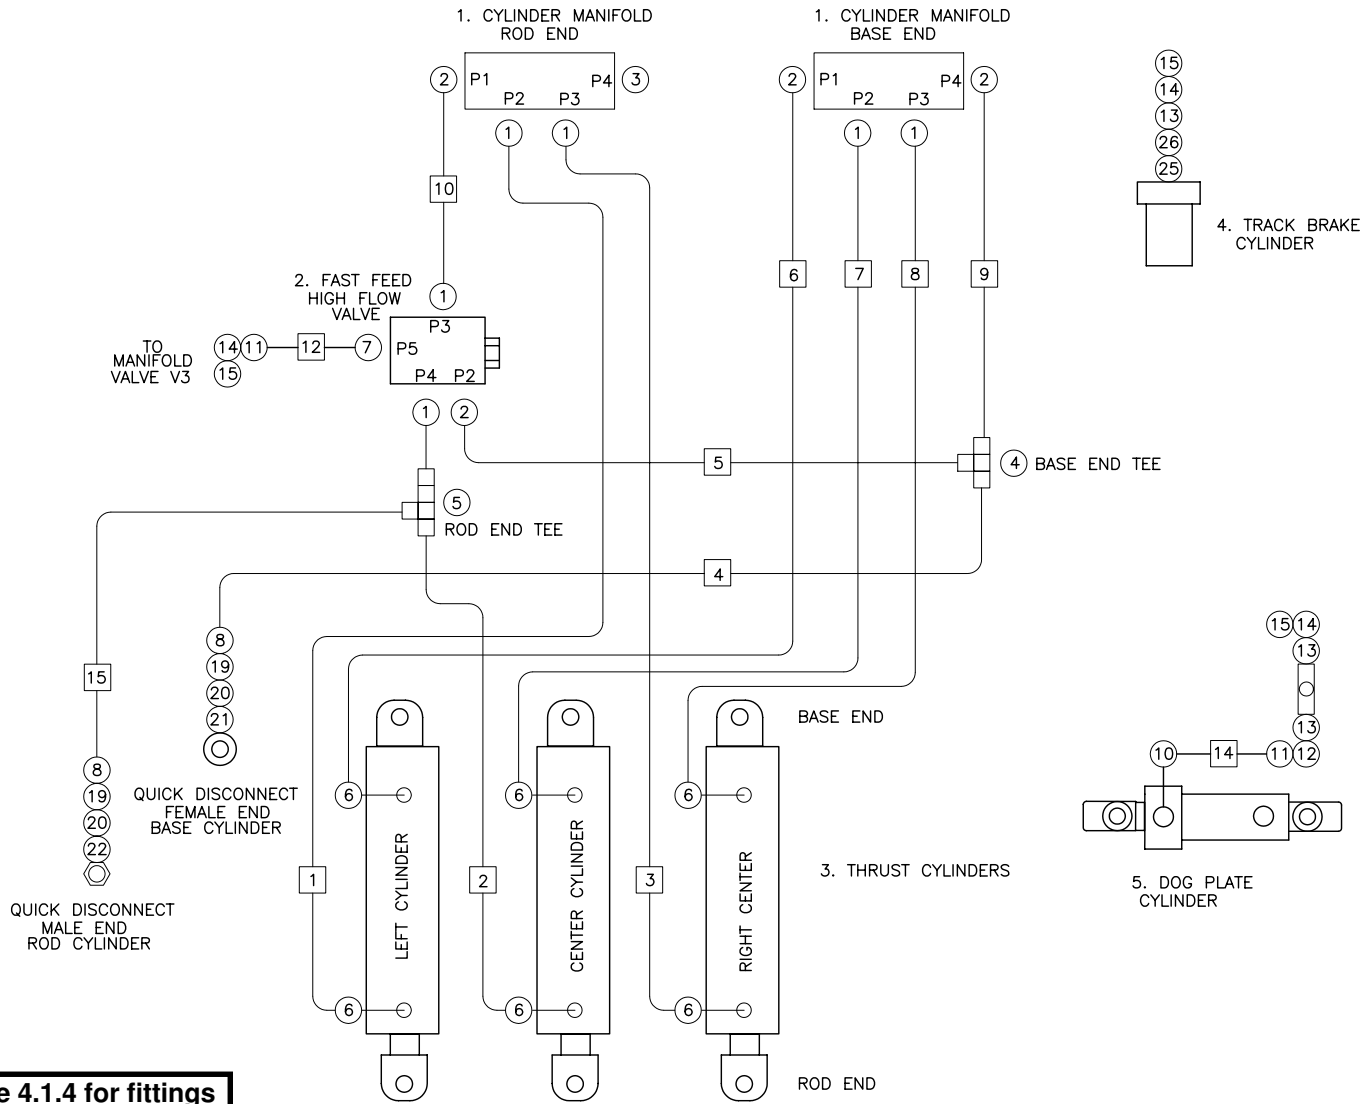 1. CYLINDER MANIFOLD
ROD END
1. CYLINDER MANIFOLD
BASE END
2
P1
P2
P3
P4
3
1
1
10
2
P1
P2
P3
P4
2
1
1
6
7
8
9
15
14
13
26
25
4. TRACK BRAKE
CYLINDER
2. FAST FEED
HIGH FLOW
VALVE
1
P3
P5
P4
P2
TO
MANIFOLD
VALVE V3
14
11
12
7
15
1
2
5
4
BASE END TEE
5
ROD END TEE
4
15
8
19
20
21
QUICK DISCONNECT
FEMALE END
BASE CYLINDER
8
19
20
22
QUICK DISCONNECT
MALE END
ROD CYLINDER
BASE END
6
6
6
LEFT CYLINDER
CENTER CYLINDER
RIGHT CENTER
1
2
3
3. THRUST CYLINDERS
6
6
6
ROD END
15
14
13
13
10
14
11
12
5. DOG PLATE
CYLINDER
e 4.1.4 for fittings